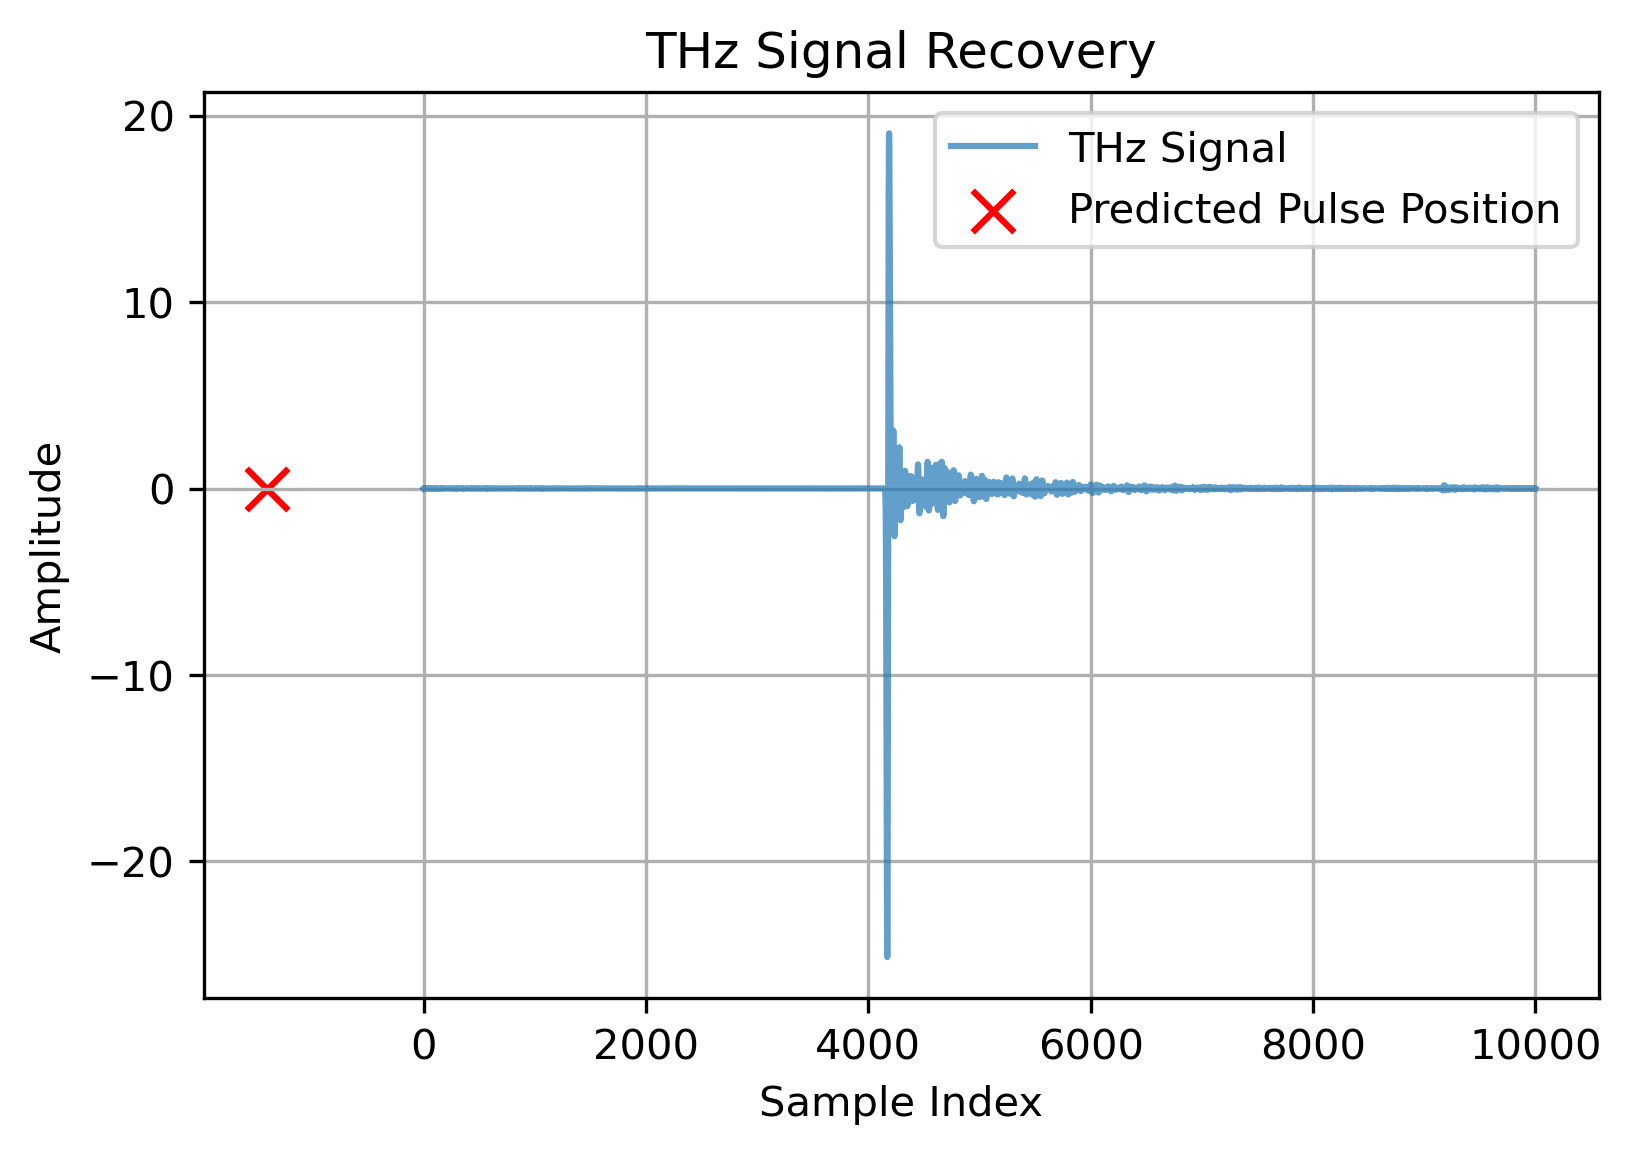 THz Signal Recovery
THz Signal
Predicted Pulse Position
Amplitude
20
10
0
−10
−20
0 2000 4000 6000 8000 10000
Sample Index